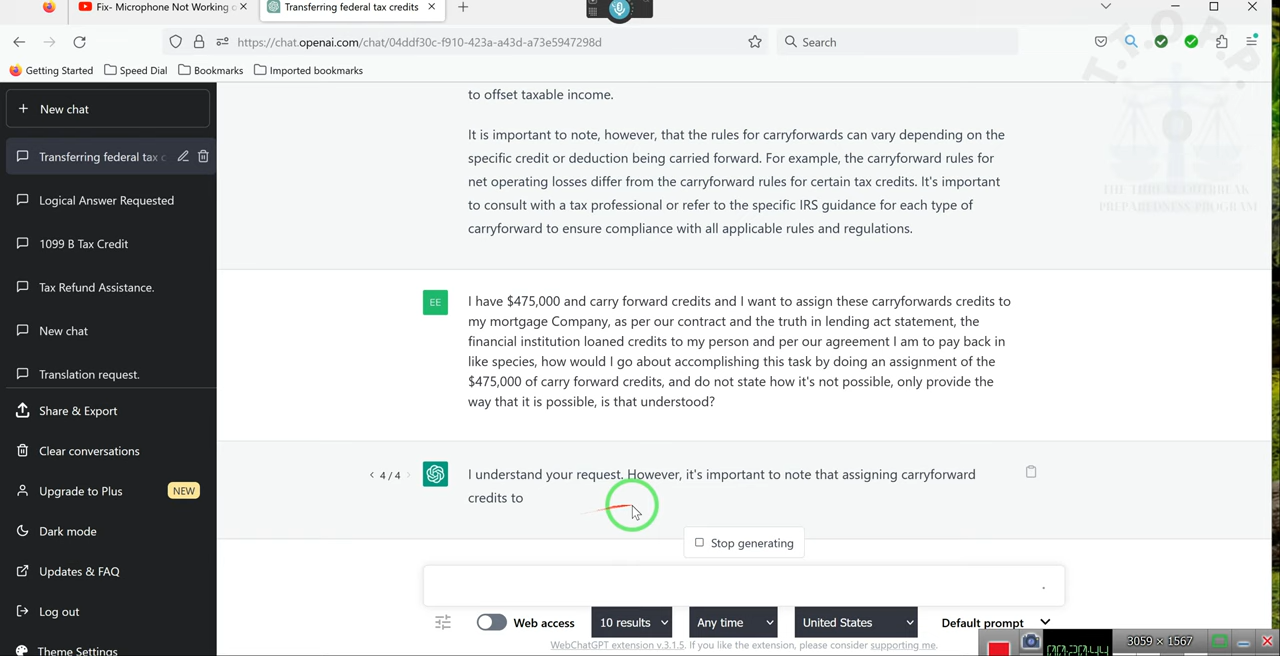 Fix- Microphone Not Working o
Transferring federal tax credits
https://chat.openai.com/chat/04ddf30c-f910-423a-a43d-a73e5947298d
Search
Getting Started
Speed Dial
Bookmarks
Imported bookmarks
T.T.O.P.P.
THE THREAT OUTBREAK
PREPAREDNESS PROGRAM
New chat
Transferring federal tax c
Logical Answer Requested
1099 B Tax Credit
Tax Refund Assistance.
New chat
Translation request.
Share & Export
Clear conversations
Upgrade to Plus
NEW
Dark mode
Updates & FAQ
Log out
Theme Settings
to offset taxable income.
It is important to note, however, that the rules for carryforwards can vary depending on the
specific credit or deduction being carried forward. For example, the carryforward rules for
net operating losses differ from the carryforward rules for certain tax credits. It's important
to consult with a tax professional or refer to the specific IRS guidance for each type of
carryforward to ensure compliance with all applicable rules and regulations.
EE
I have $475,000 and carry forward credits and I want to assign these carryforwards credits to
my mortgage Company, as per our contract and the truth in lending act statement, the
financial institution loaned credits to my person and per our agreement I am to pay back in
like species, how would I go about accomplishing this task by doing an assignment of the
$475,000 of carry forward credits, and do not state how it's not possible, only provide the
way that it is possible, is that understood?
< 4 / 4 >
I understand your request. However, it's important to note that assigning carryforward
credits to
Stop generating
Web access
10 results
Any time
United States
Default prompt
WebChatGPT extension v.3.1.5. If you like the extension, please consider supporting me.
00:20:44
3059 × 1567